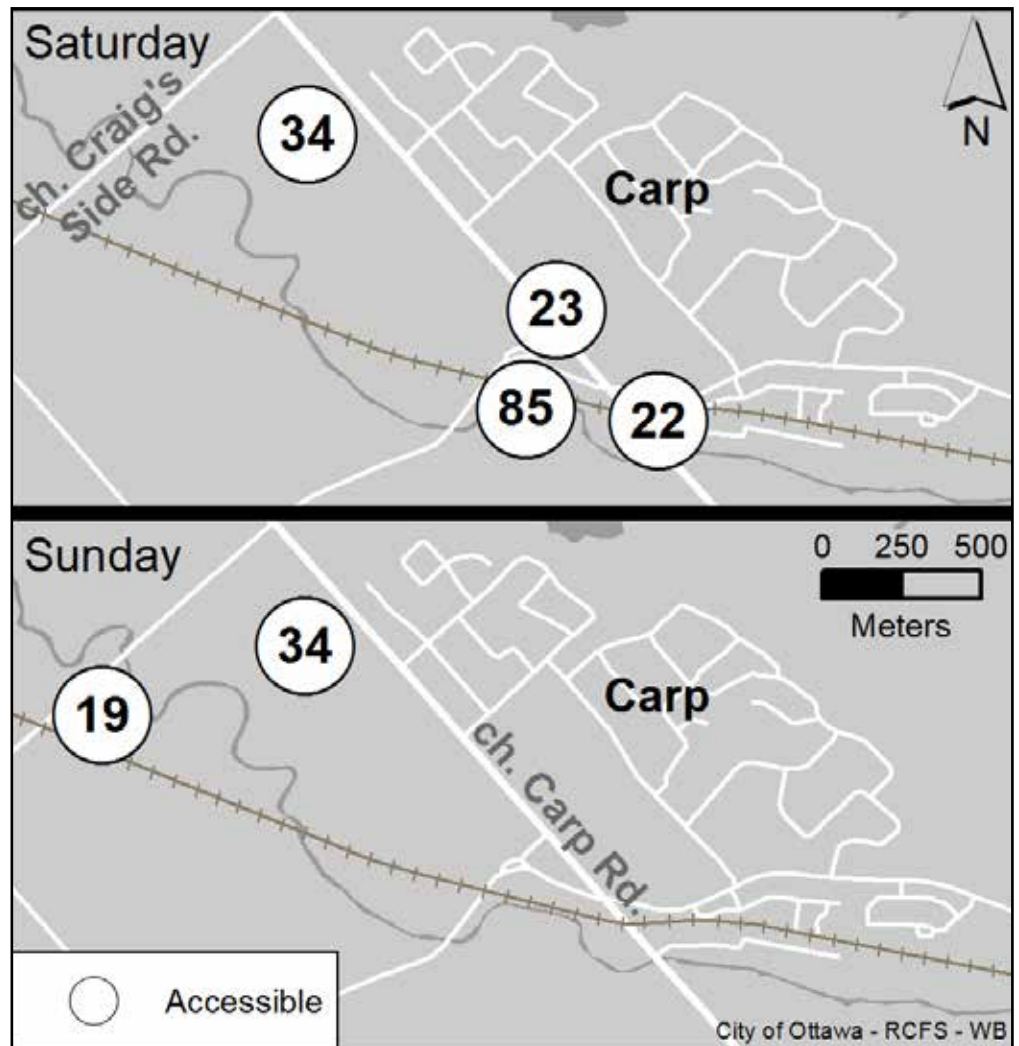 Saturday
ch. Craig's
Side Rd.
34
N
Carp
23
85
22
Sunday
0 250 500
Meters
34
Carp
19
ch. Carp Rd.
Accessible
City of Ottawa - RCFS - WB